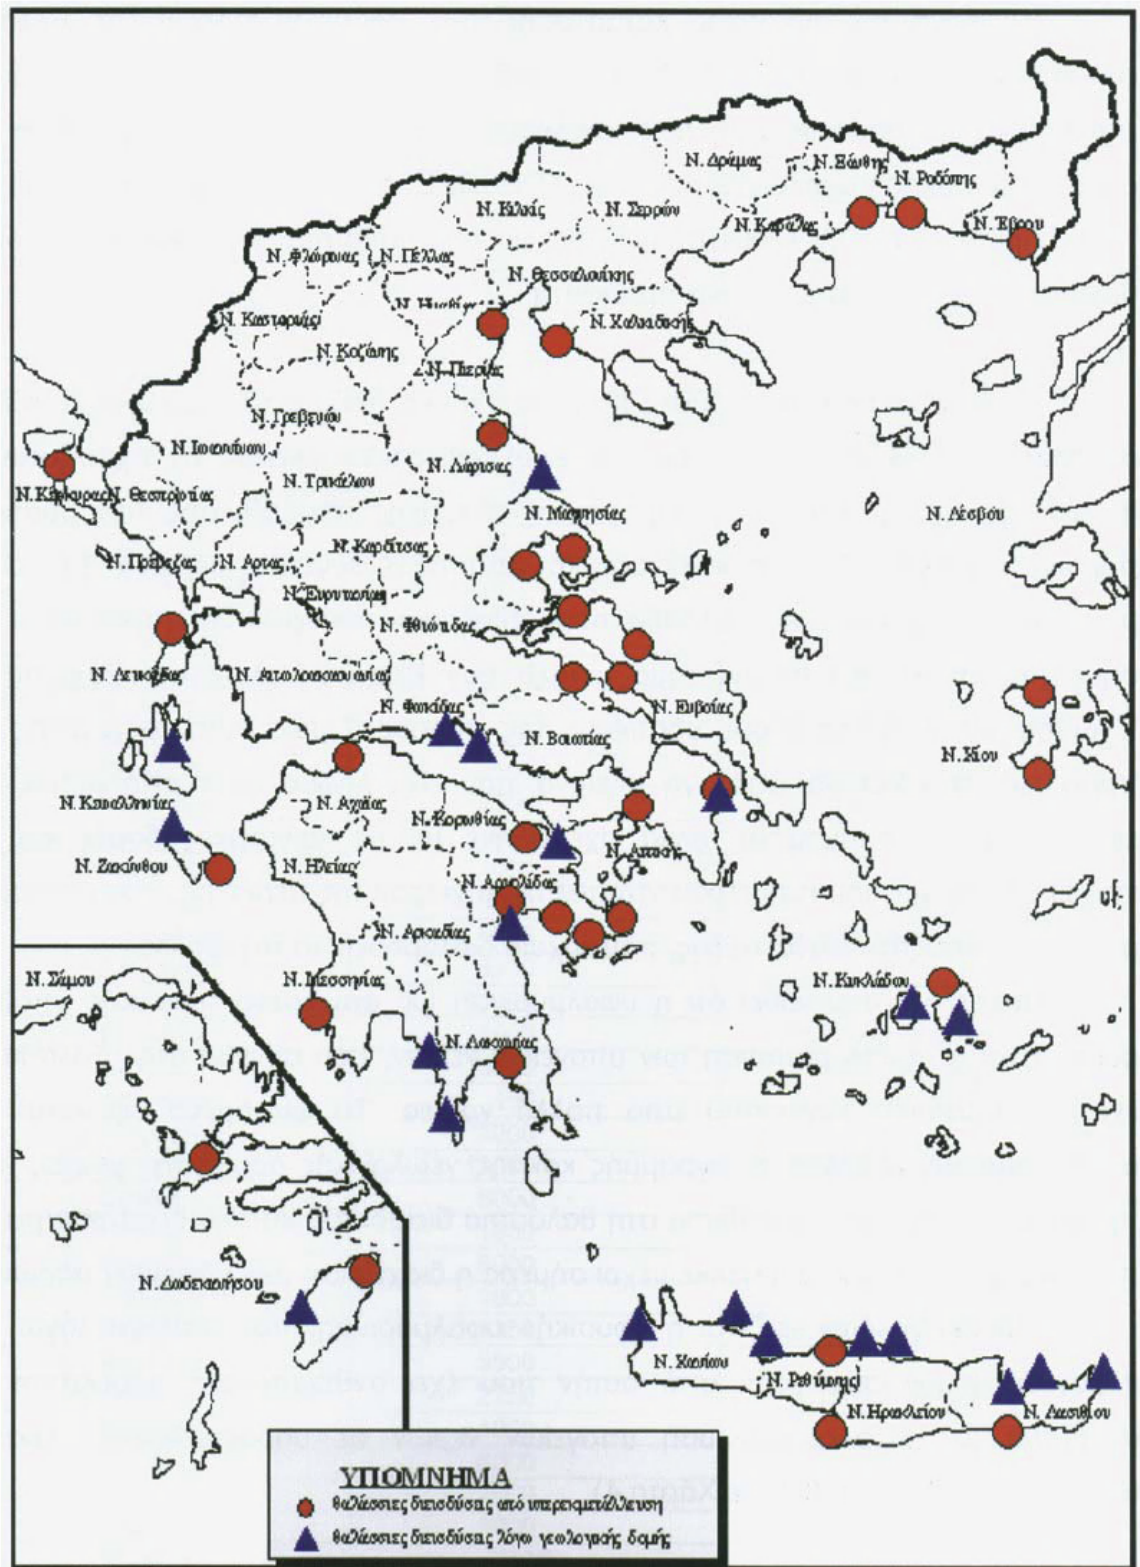 Ν. Δράμας
Ν. Ξάνθης
Ν. Ροδόπης
Ν. Κιλκίς
Ν. Σερρών
Ν. Καβάλας
Ν. Έβρου
Ν. Φλώρινας
Ν. Πέλλας
Ν. Θεσσαλονίκης
Ν. Ημαθίας
Ν. Καστοριάς
Ν. Χαλκιδικής
Ν. Κοζάνης
Ν. Πιερίας
Ν. Γρεβενών
Ν. Ιωαννίνων
Ν. Λάρισας
Ν. Τρικάλων
Ν. Κέρκυρας
Ν. Θεσπρωτίας
Ν. Μαγνησίας
Ν. Λέσβου
Ν. Καρδίτσας
Ν. Πρέβεζας
Ν. Αρτας
Ν. Ευρυτανίας
Ν. Φθιώτιδας
Ν. Λευκάδας
Ν. Αιτωλοακαρνανίας
Ν. Φωκίδας
Ν. Ευβοίας
Ν. Βοιωτίας
Ν. Χίου
Ν. Κεφαλληνίας
Ν. Αχαΐας
Ν. Κορινθίας
Ν. Αττικής
Ν. Ζακύνθου
Ν. Ηλείας
Ν. Αργολίδας
Ν. Αρκαδίας
Ν. Σάμου
Ν. Μεσσηνίας
Ν. Κυκλάδων
Ν. Λακωνίας
Ν. Δωδεκανήσου
Ν. Χανίων
Ν. Ρεθύμνης
Ν. Ηρακλείου
Ν. Λασιθίου
ΥΠΟΜΝΗΜΑ
θαλάσσιες διεισδύσεις από υπερεκμετάλλευση
θαλάσσιες διεισδύσεις λόγω γεωλογικής δομής